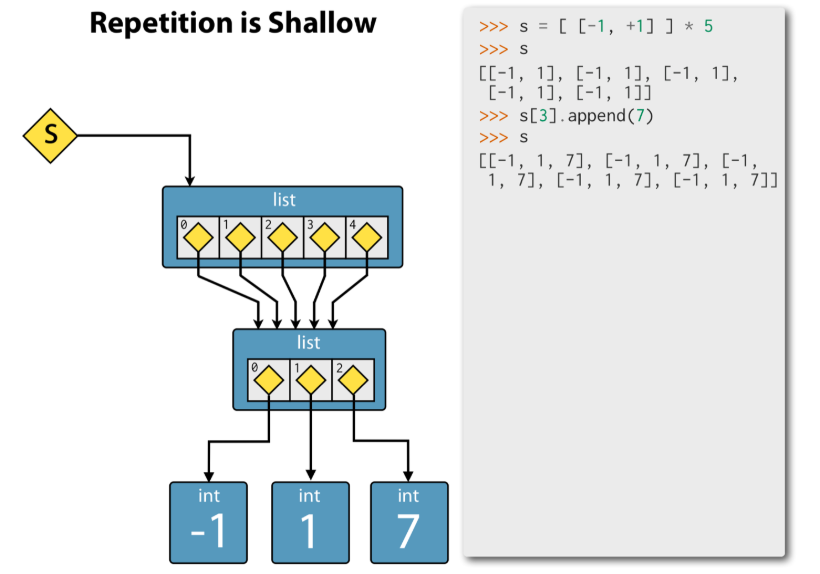 Repetition is Shallow
>>> s = [ [-1, +1] ] * 5
>>> s
[[-1, 1], [-1, 1], [-1, 1],
 [-1, 1], [-1, 1]]
>>> s[3].append(7)
>>> s
[[-1, 1, 7], [-1, 1, 7], [-1,
 1, 7], [-1, 1, 7], [-1, 1, 7]]
S
list
0 1 2 3 4
list
0 1 2
int int int
-1 1 7